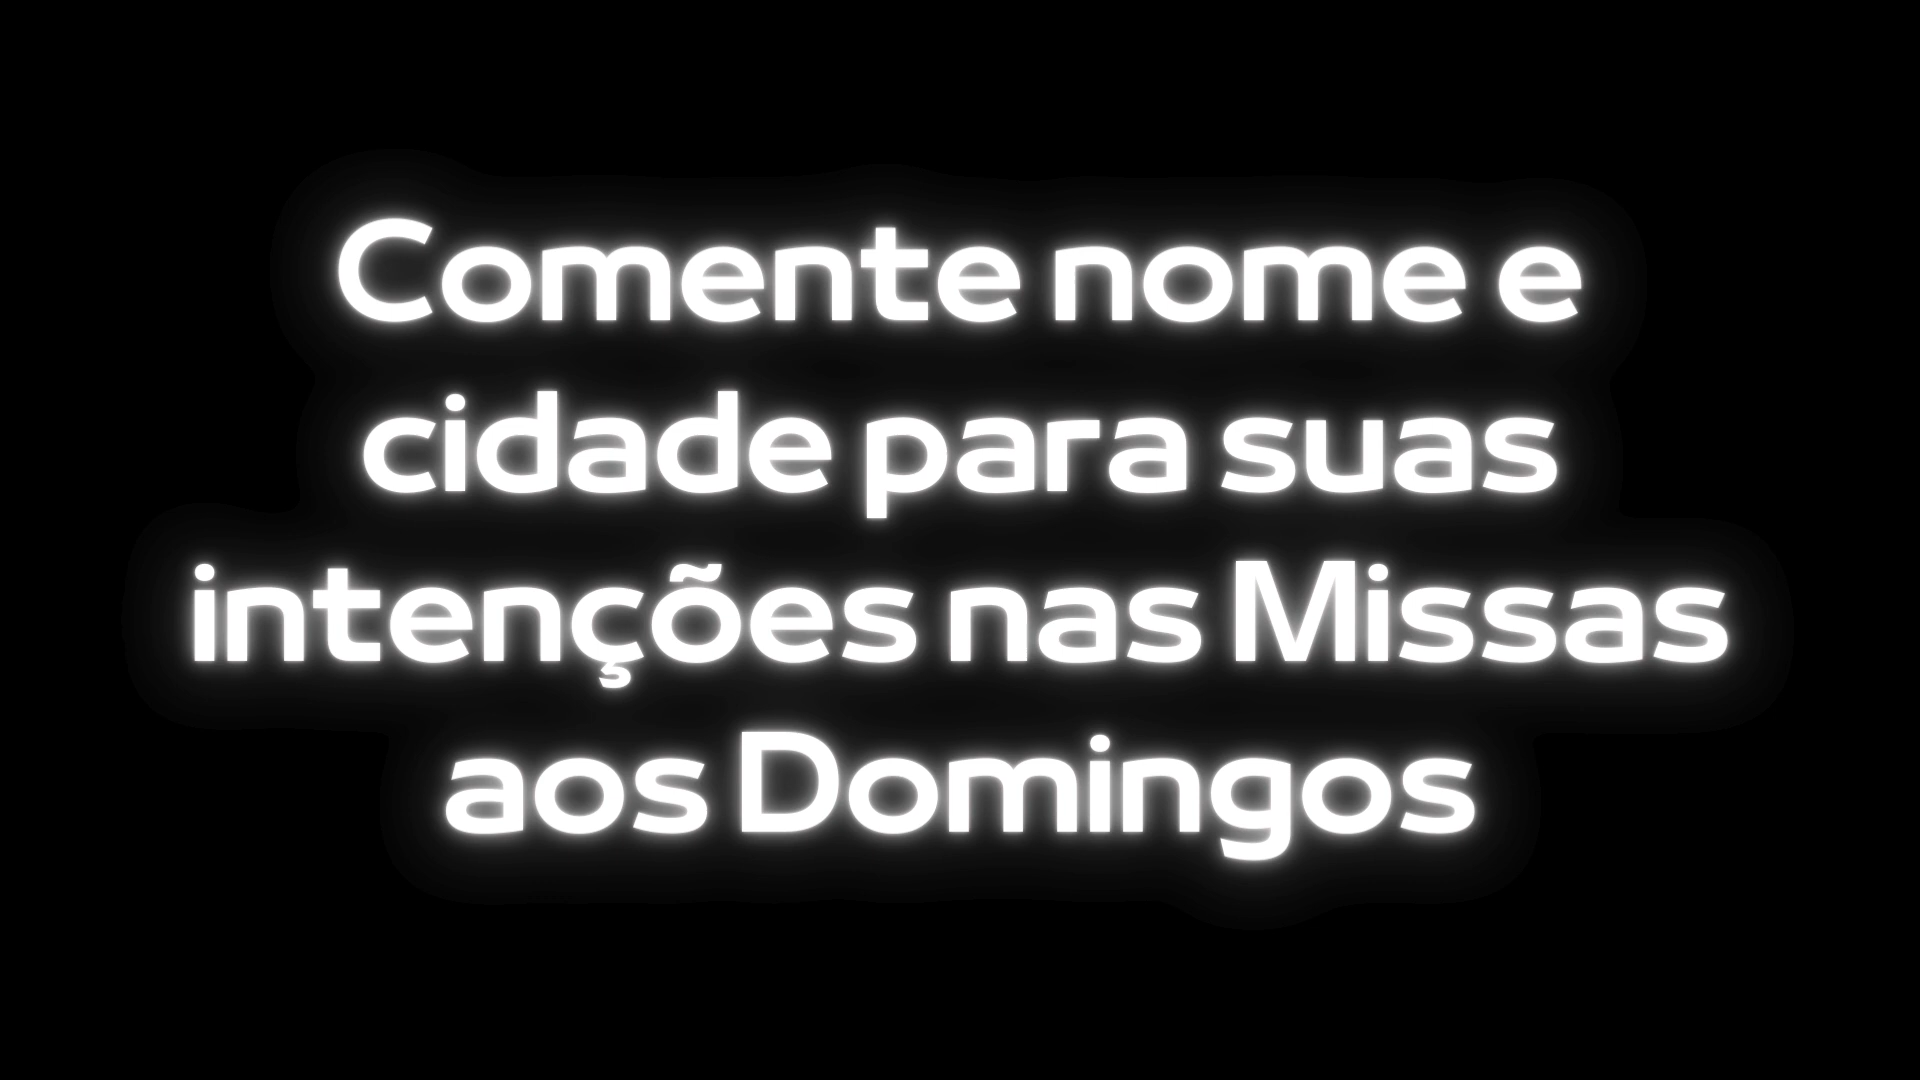 Comente nome e
cidade para suas
intenções nas Missas
aos Domingos